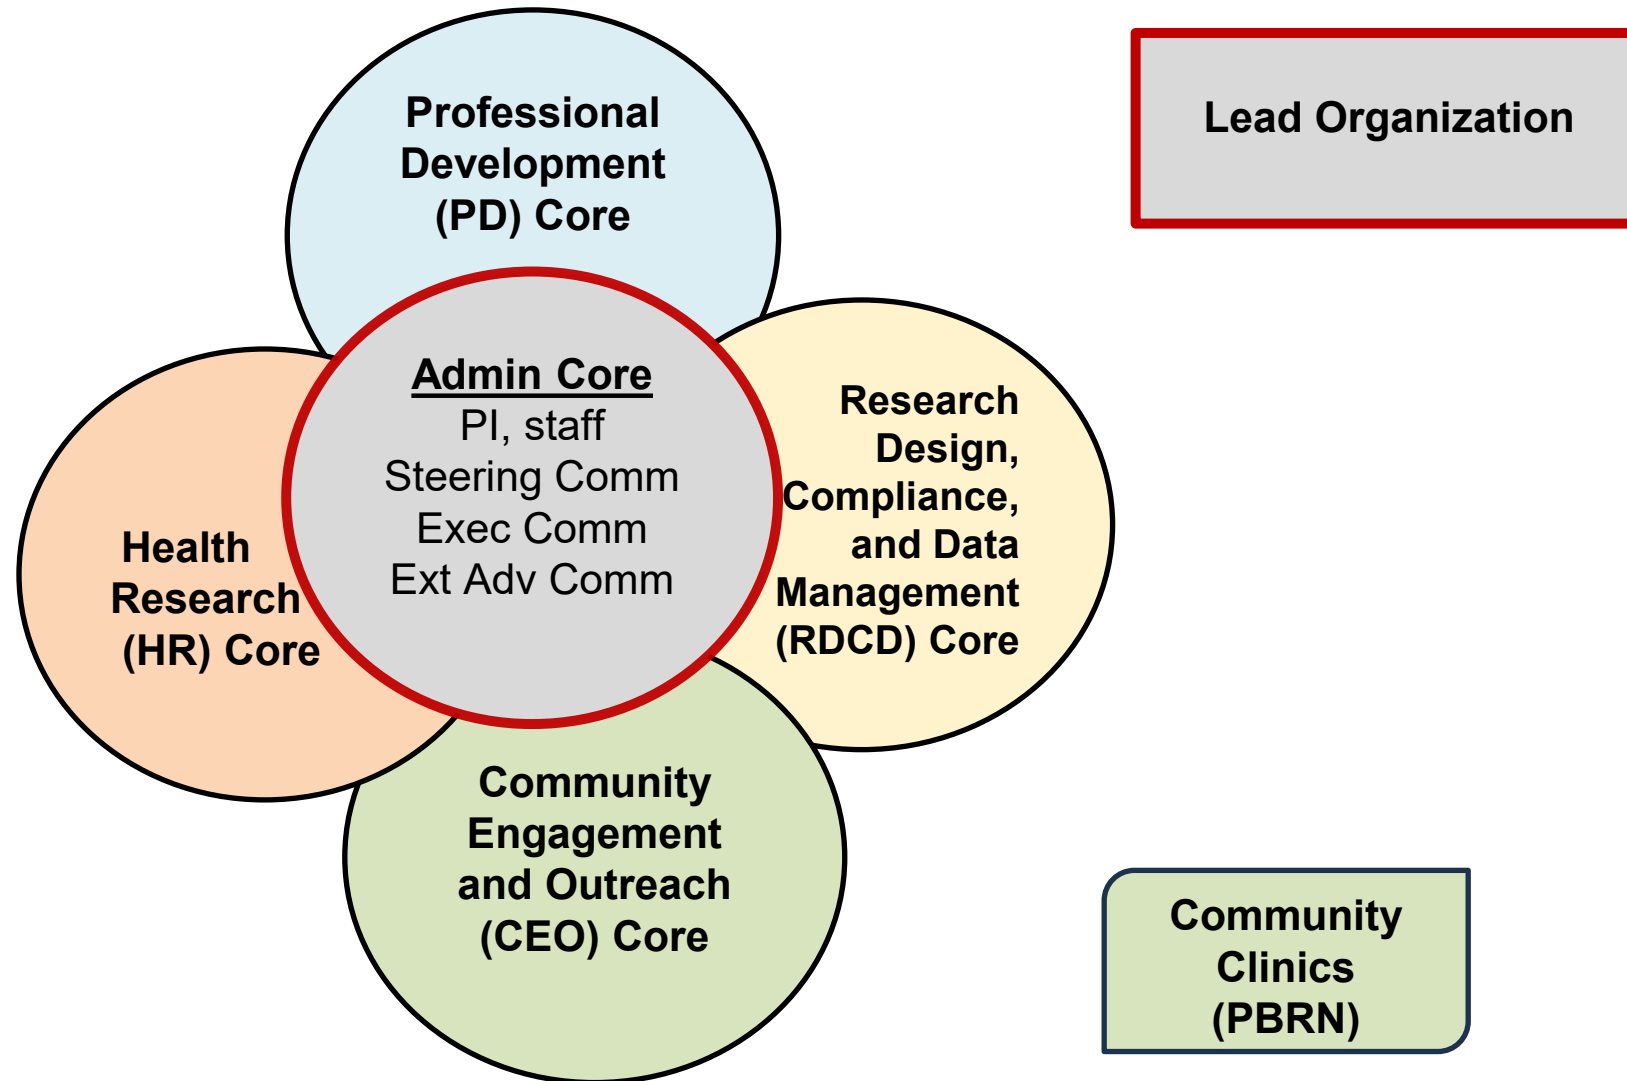 Professional
Development
(PD) Core
Lead Organization
Admin Core
PI, staff
Steering Comm
Exec Comm
Ext Adv Comm
Research
Design,
Compliance,
and Data
Management
(RDCD) Core
Health
Research
(HR) Core
Community
Engagement
and Outreach
(CEO) Core
Community
Clinics
(PBRN)